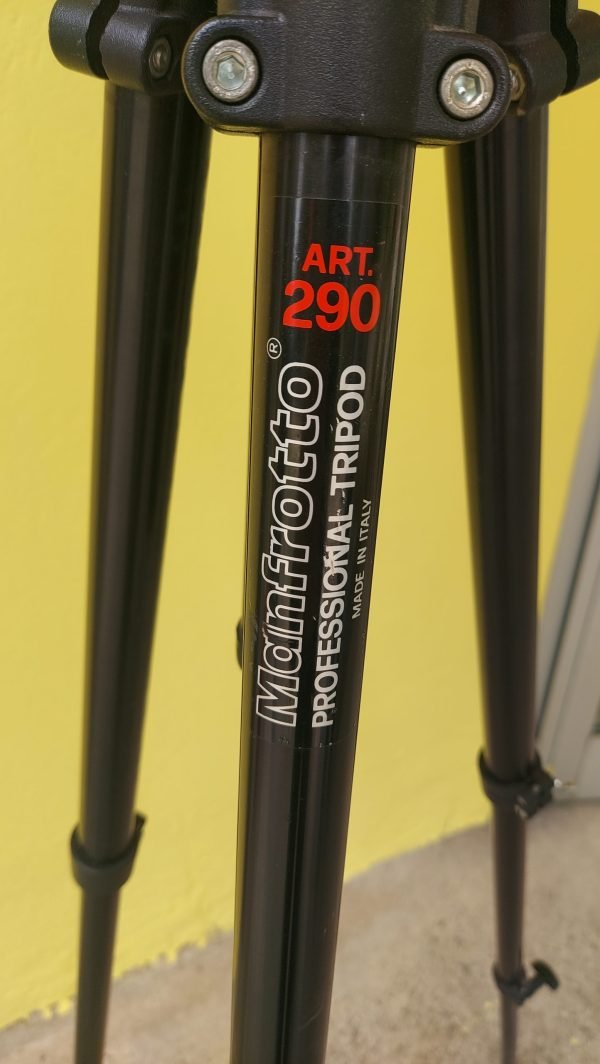 ART.
290
Manfrotto®
PROFESSIONAL TRIPOD
MADE IN ITALY